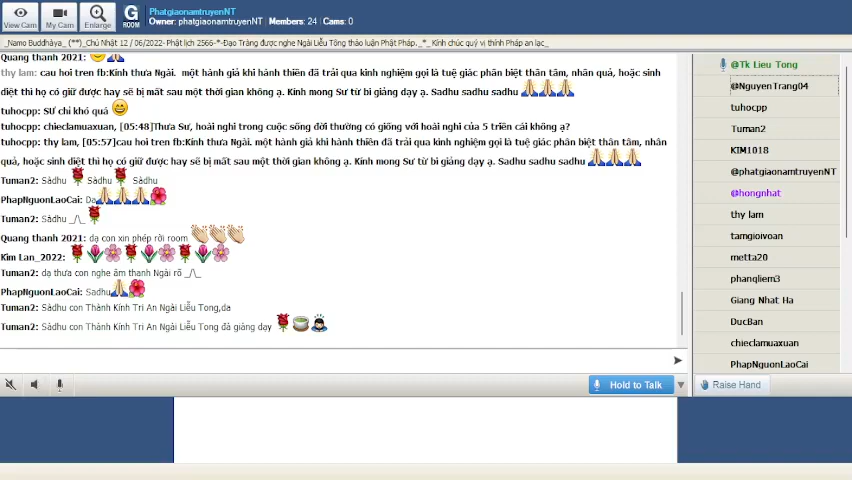 View Cam
My Cam
Enlarge
G
ROOM
PhatgiaonamtruyenNT
Owner: phatgiaonamtruyenNT | Members: 24 | Cams: 0
_Namo Buddhàya_ (**)_Chủ Nhật 12 / 06/2022- Phật lịch 2566-*-Đạo Tràng được nghe Ngài Liễu Tông thảo luận Phật Pháp. _*_ Kính chúc quý vị thính Pháp an lạc_
Quang thanh 2021:
thy lam: cau hoi tren fb:Kính thưa Ngài. một hành giả khi hành thiền đã trải qua kinh nghiệm gọi là tuệ giác phân biệt thân tâm, nhân quả, hoặc sinh
diệt thì họ có giữ được hay sẽ bị mất sau một thời gian không ạ. Kính mong Sư từ bi giảng dạy ạ. Sadhu sadhu sadhu
tuhocpp: Sư chỉ khó quá
tuhocpp: chieclamuaxuan, [05:48]Thưa Sư, hoài nghi trong cuộc sống đời thường có giống với hoài nghi của 5 triền cái không ạ?
tuhocpp: thy lam, [05:57]cau hoi tren fb:Kính thưa Ngài. một hành giả khi hành thiền đã trải qua kinh nghiệm gọi là tuệ giác phân biệt thân tâm, nhân
quả, hoặc sinh diệt thì họ có giữ được hay sẽ bị mất sau một thời gian không ạ. Kính mong Sư từ bi giảng dạy ạ. Sadhu sadhu sadhu
Tuman2: Sàdhu Sàdhu Sàdhu
PhapNguonLaoCai: Da
Tuman2: Sàdhu _/\_
Quang thanh 2021: dạ con xin phép rời room
Kim Lan_2022:
Tuman2: dạ thưa con nghe âm thanh Ngài rõ _/\_
PhapNguonLaoCai: Sadhu
Tuman2: Sàdhu con Thành Kính Tri Ân Ngài Liễu Tong,da
Tuman2: Sàdhu con Thành Kính Tri Ân Ngài Liễu Tong đã giảng dạy
Hold to Talk
Raise Hand
@Tk Lieu Tong
@NguyenTrang04
tuhocpp
Tuman2
KIM1018
@phatgiaonamtruyenNT
@hongnhat
thy lam
tamgioivoan
metta20
phanqliem3
Giang Nhat Ha
DucBan
chieclamuaxuan
PhapNguonLaoCai